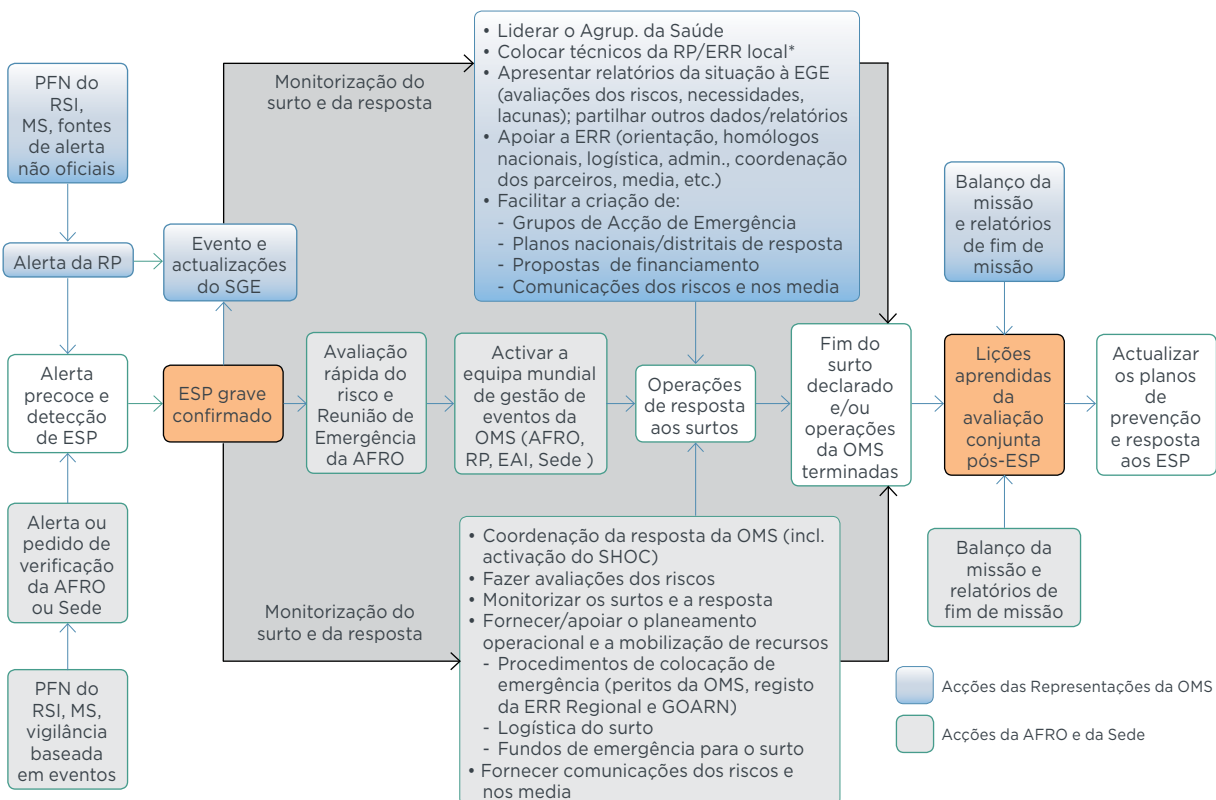 PFN do
RSI,
MS, fontes
de alerta
não oficiais
Alerta da RP
Evento e
actualizações
do SGE
Monitorização do
surto e da resposta
• Liderar o Agrup. da Saúde
• Colocar técnicos da RP/ERR local*
• Apresentar relatórios da situação à EGE
(avaliações dos riscos, necessidades,
lacunas); partilhar outros dados/relatórios
• Apoiar a ERR (orientação, homólogos
nacionais, logística, admin., coordenação
dos parceiros, media, etc.)
• Facilitar a criação de:
- Grupos de Acção de Emergência
- Planos nacionais/distritais de resposta
- Propostas de financiamento
- Comunicações dos riscos e nos media
Balanço da
missão
e relatórios
de fim de
missão
Alerta
precoce e
detecção
de ESP
ESP grave
confirmado
Avaliação
rápida do
risco e
Reunião de
Emergência
da AFRO
Activar a
equipa mundial
de gestão de
eventos da
OMS (AFRO,
RP, EAI, Sede )
Operações
de resposta
aos surtos
Fim do
surto
declarado
e/ou
operações
da OMS
terminadas
Lições
aprendidas
da
avaliação
conjunta
pós-ESP
Actualizar
os planos
de
prevenção
e resposta
aos ESP
Alerta ou
pedido de
verificação
da AFRO
ou Sede
PFN do
RSI, MS,
vigilância
baseada
em eventos
Monitorização do
surto e da resposta
• Coordenação da resposta da OMS (incl.
activação do SHOC)
• Fazer avaliações dos riscos
• Monitorizar os surtos e a resposta
• Fornecer/apoiar o planeamento
operacional e a mobilização de recursos
- Procedimentos de colocação de
emergência (peritos da OMS, registo
da ERR Regional e GOARN)
- Logística do surto
- Fundos de emergência para o surto
• Fornecer comunicações dos riscos e
nos media
Balanço da
missão e
relatórios de
fim de missão
Acções das Representações da OMS
Acções da AFRO e da Sede